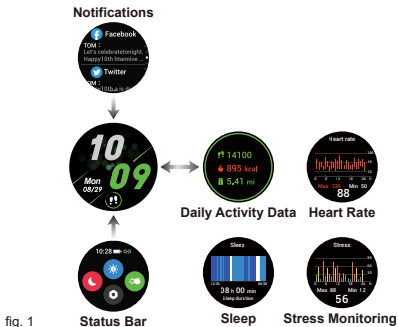 Notifications
Facebook
TOM :
Let's celebratetonight.
Happy10th htannive ...
Twitter
TOM :
10
09
Mon
08/29
14100
895 kcal
5.41 mi
Daily Activity Data
Heart rate
Max 130 Min 50
88
Heart Rate
10:28
Status Bar
Sleep
08 h 00 min
Sleep duration
Sleep
Stress
Max 88 Min 12
56
Stress Monitoring
fig. 1